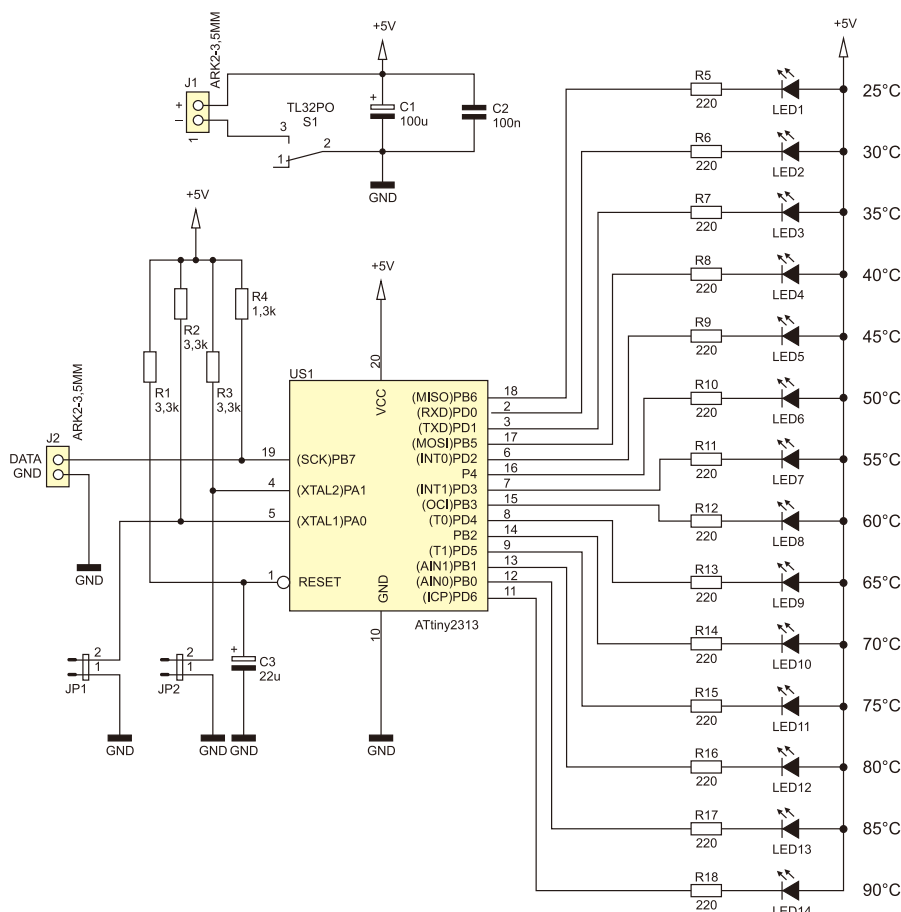 +5V
J1
ARK2-3,5MM
+
–
1
TL32PO
S1
3
2
1
+
C1
100u
C2
100n
GND
+5V
R4
1,3k
R2
3,3k
R1
3,3k
R3
3,3k
+5V
20
US1
VCC
J2
ARK2-3,5MM
DATA
GND
GND
19
(SCK)PB7
4
(XTAL2)PA1
5
(XTAL1)PA0
1
RESET
GND
10
ATtiny2313
GND
(MISO)PB6 18
(RXD)PD0 2
(TXD)PD1 3
(MOSI)PB5 17
(INT0)PD2 6
P4 16
(INT1)PD3 7
(OCI)PB3 15
(T0)PD4 8
PB2 14
(T1)PD5 9
(AIN1)PB1 13
(AIN0)PB0 12
(ICP)PD6 11
2
1
JP1
GND
2
1
JP2
GND
+
C3
22u
GND
+5V
R5
220
LED1
25°C
R6
220
LED2
30°C
R7
220
LED3
35°C
R8
220
LED4
40°C
R9
220
LED5
45°C
R10
220
LED6
50°C
R11
220
LED7
55°C
R12
220
LED8
60°C
R13
220
LED9
65°C
R14
220
LED10
70°C
R15
220
LED11
75°C
R16
220
LED12
80°C
R17
220
LED13
85°C
R18
220
LED14
90°C